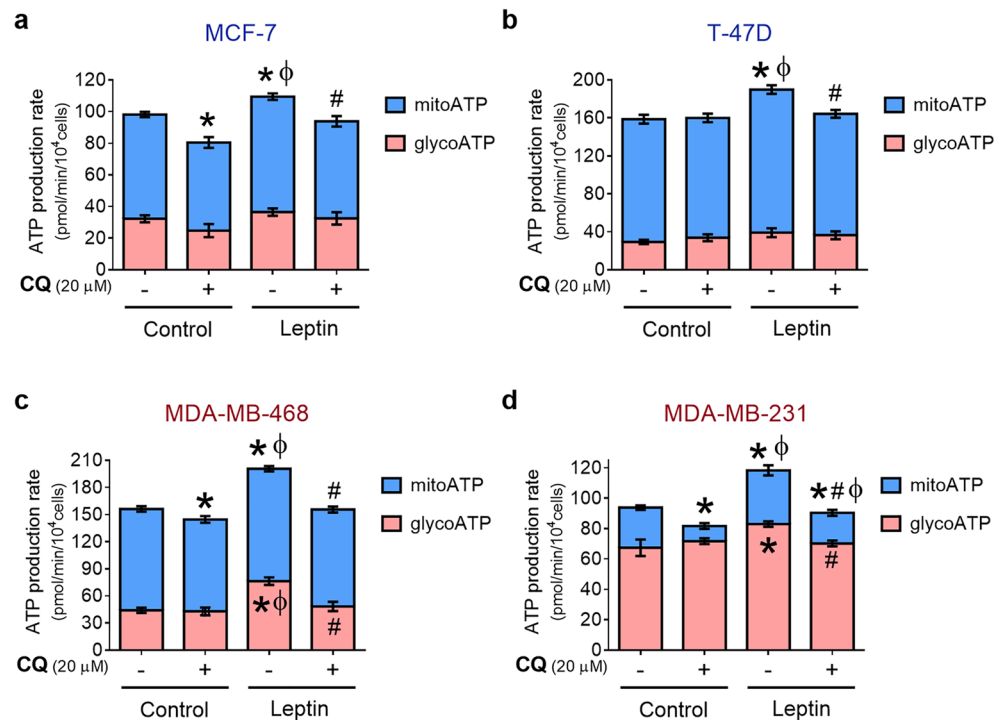 a
MCF-7
ATP production rate
(pmol/min/10⁴cells)
120
100
80
60
40
20
0
* * ϕ #
mitoATP
glycoATP
CQ (20 µM) - + - +
Control Leptin
b
T-47D
ATP production rate
(pmol/min/10⁴cells)
200
160
120
80
40
0
* ϕ #
mitoATP
glycoATP
CQ (20 µM) - + - +
Control Leptin
c
MDA-MB-468
ATP production rate
(pmol/min/10⁴cells)
210
180
150
120
90
60
30
0
* * ϕ #
* ϕ #
mitoATP
glycoATP
CQ (20 µM) - + - +
Control Leptin
d
MDA-MB-231
ATP production rate
(pmol/min/10⁴cells)
120
100
80
60
40
20
0
* * ϕ * # ϕ
* #
mitoATP
glycoATP
CQ (20 µM) - + - +
Control Leptin